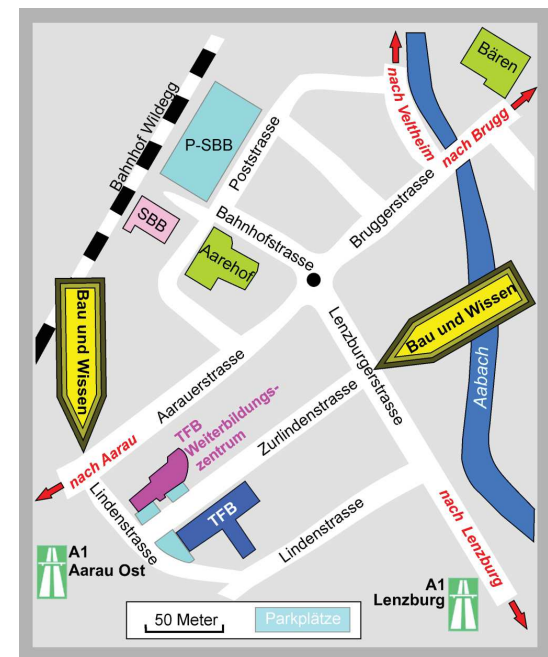 Bären
nach Veltheim
nach Brugg
Bahnhof Wildegg
P-SBB
Poststrasse
SBB
Bahnhofstrasse
Bruggerstrasse
Aarehof
Bau und Wissen
Bau und Wissen
Aabach
Lenzburgerstrasse
Aarauerstrasse
TFB
Weiterbildungs-
zentrum
Zurlindenstrasse
nach Aarau
Lindenstrasse
TFB
Lindenstrasse
nach Lenzburg
A1
Aarau Ost
A1
Lenzburg
50 Meter
Parkplätze